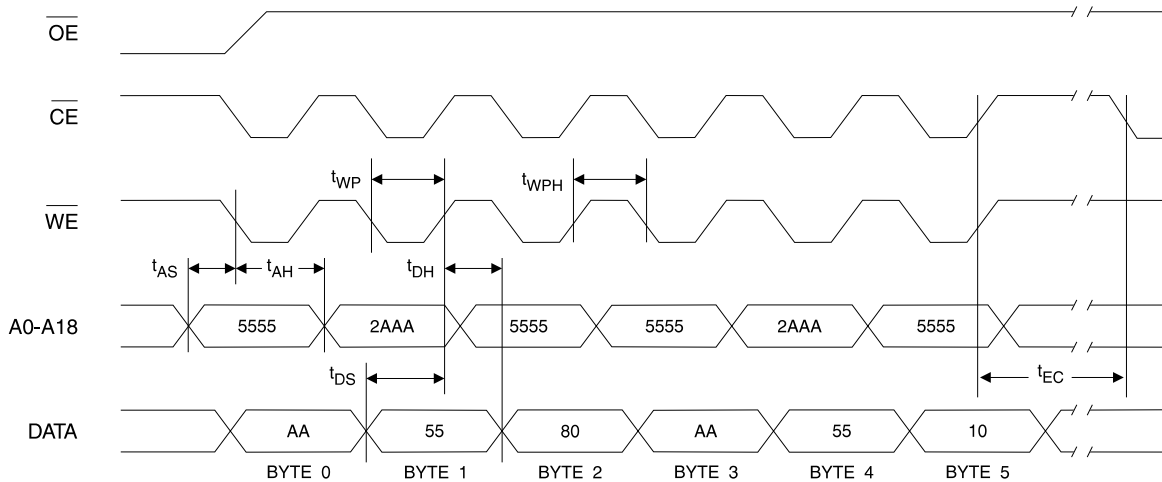 OE
CE
tWP
tWPH
WE
tAS
tAH
tDH
A0-A18
5555
2AAA
5555
5555
2AAA
5555
tDS
tEC
DATA
AA
55
80
AA
55
10
BYTE 0
BYTE 1
BYTE 2
BYTE 3
BYTE 4
BYTE 5